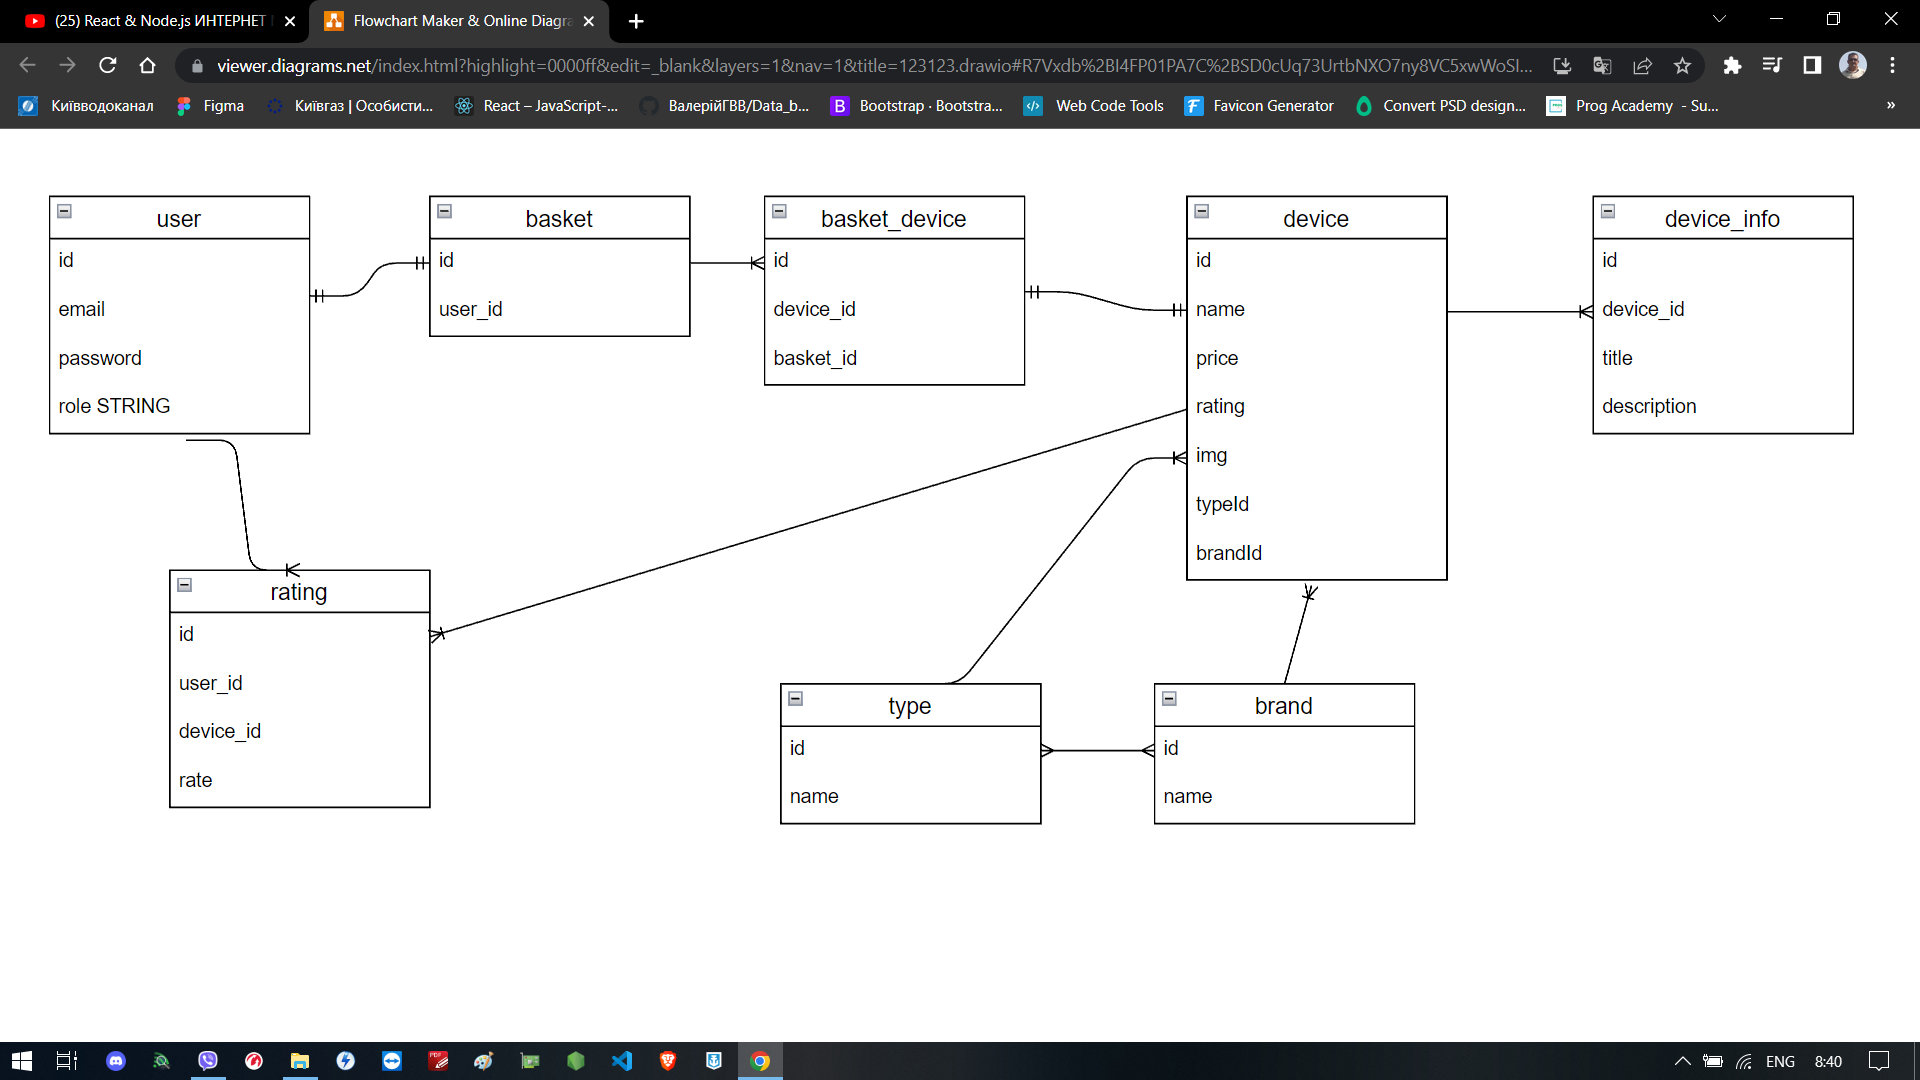 (25) React & Node.js ИНТЕРНЕТ
Flowchart Maker & Online Diagra
viewer.diagrams.net/index.html?highlight=0000ff&edit=_blank&layers=1&nav=1&title=123123.drawio#R7Vxdb%2BI4FP01PA7C%2BSD0cUq73UrtbNXO7ny8VC5xwWoSI...
Київводоканал
Figma
Київгаз | Особисти...
React – JavaScript-...
ВалерійГВВ/Data_b...
Bootstrap · Bootstra...
Web Code Tools
Favicon Generator
Convert PSD design...
Prog Academy - Su...
»
user
id
email
password
role STRING
basket
id
user_id
basket_device
id
device_id
basket_id
device
id
name
price
rating
img
typeId
brandId
device_info
id
device_id
title
description
rating
id
user_id
device_id
rate
type
id
name
brand
id
name
ENG
8:40